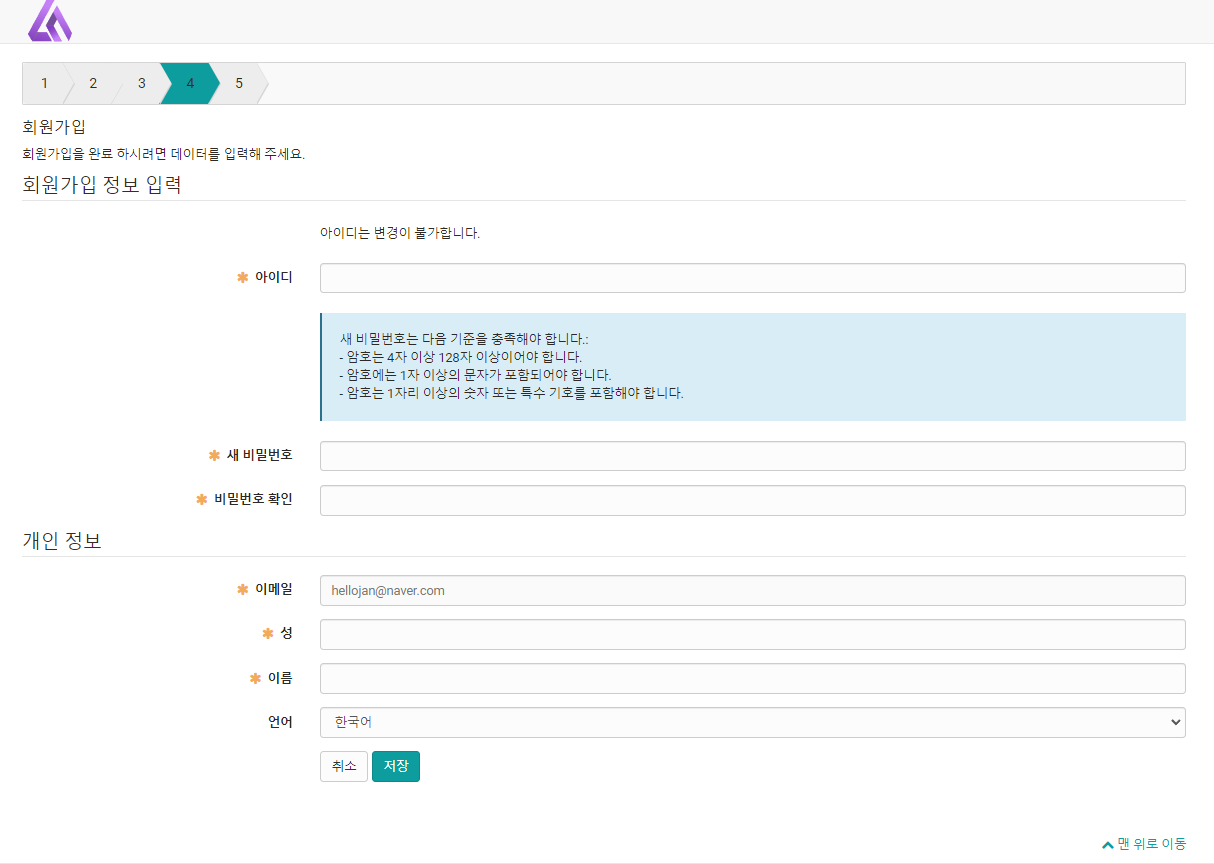 1 2 3 4 5
회원가입
회원가입을 완료 하시려면 데이터를 입력해 주세요.
회원가입 정보 입력
아이디는 변경이 불가합니다.
✱ 아이디
새 비밀번호는 다음 기준을 충족해야 합니다.:
- 암호는 4자 이상 128자 이상이어야 합니다.
- 암호에는 1자 이상의 문자가 포함되어야 합니다.
- 암호는 1자리 이상의 숫자 또는 특수 기호를 포함해야 합니다.
✱ 새 비밀번호
✱ 비밀번호 확인
개인 정보
✱ 이메일 hellojan@naver.com
✱ 성
✱ 이름
언어 한국어
취소 저장
맨 위로 이동